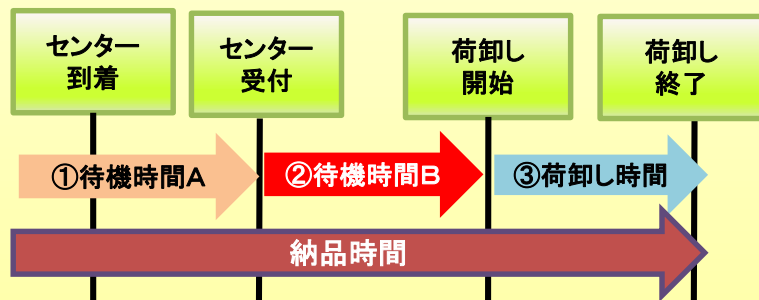 センター
到着
センター
受付
荷卸し
開始
荷卸し
終了
①待機時間A
②待機時間B
③荷卸し時間
納品時間